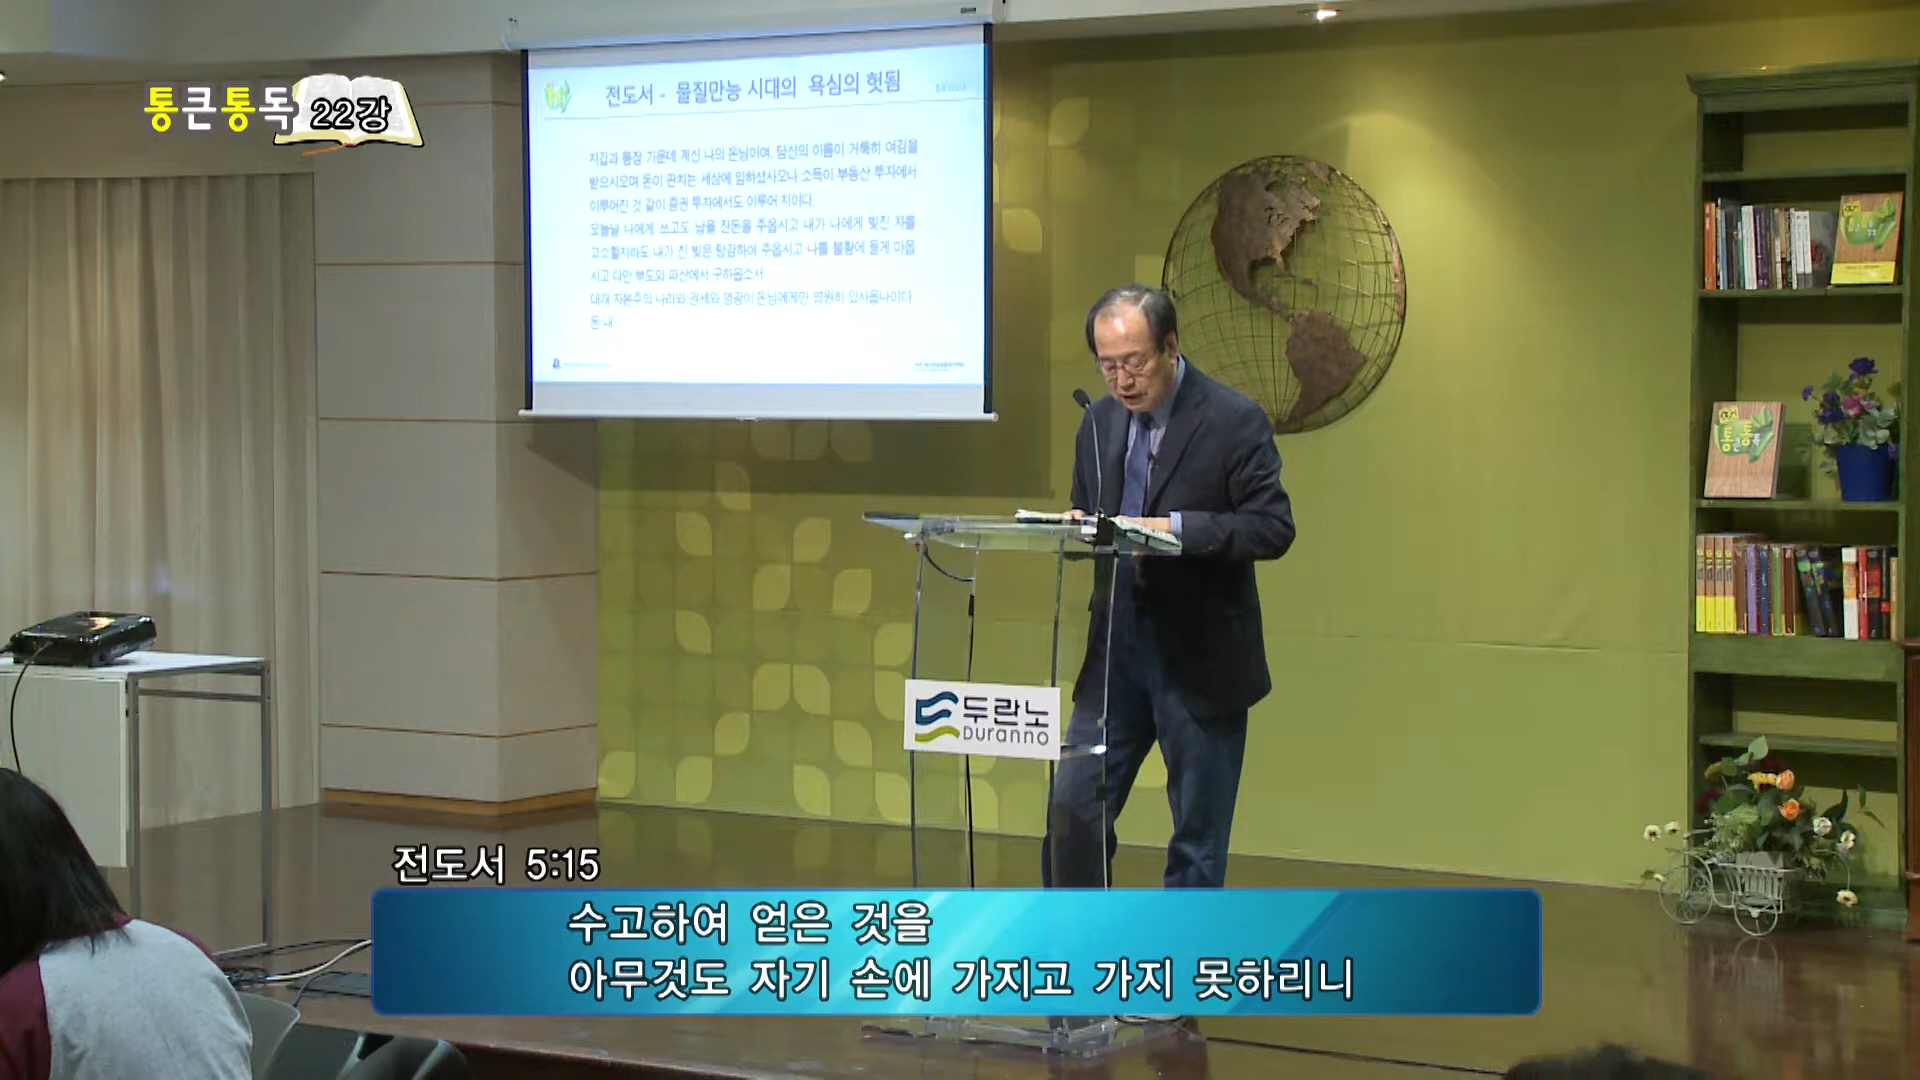 통큰통독 22강
전도서 - 물질만능 시대의 욕심의 헛됨
지갑과 통장 가운데 계신 나의 돈님이여, 당신의 이름이 거룩히 여김을
받으시오며 돈이 판치는 세상에 임하셨사오나 소득이 부동산 투자에서
이루어진 것 같이 증권 투자에서도 이루어 지이다.
오늘날 나에게 쓰고도 남을 잔돈을 주옵시고 내가 나에게 빚진 자를
고소할지라도 내가 진 빚은 탕감하여 주옵시고 나를 불황에 들게 마옵
시고 다만 부도와 파산에서 구하옵소서
대개 자본주의 나라와 권세와 영광이 돈님에게만 영원히 있사옵나이다
돈 내
통큰통독
두란노
Duranno
전도서 5:15
수고하여 얻은 것을
아무것도 자기 손에 가지고 가지 못하리니